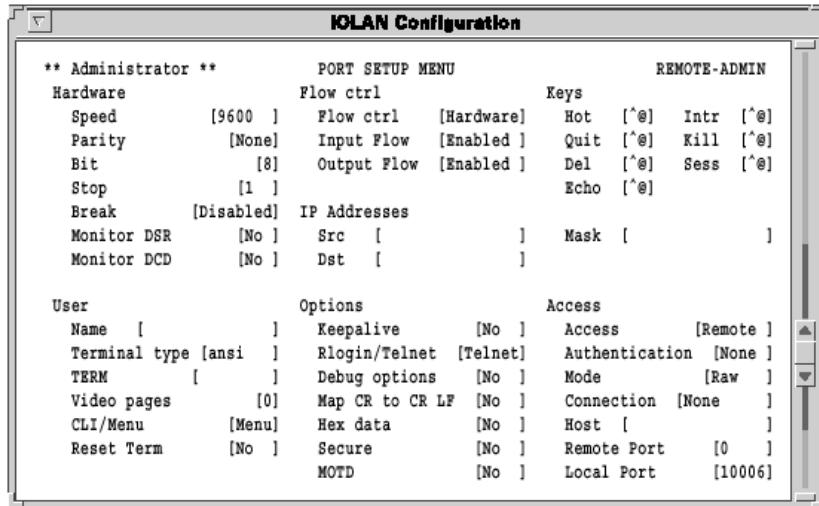 IOLAN Configuration
** Administrator ** PORT SETUP MENU REMOTE-ADMIN
Hardware Flow ctrl Keys
Speed [9600 ] Flow ctrl [Hardware] Hot [^@] Intr [^@]
Parity [None] Input Flow [Enabled ] Quit [^@] Kill [^@]
Bit [8] Output Flow [Enabled ] Del [^@] Sess [^@]
Stop [1 ] Echo [^@]
Break [Disabled] IP Addresses
Monitor DSR [No ] Src [ ] Mask [ ]
Monitor DCD [No ] Dst [ ]
User Options Access
Name [ ] Keepalive [No ] Access [Remote ]
Terminal type [ansi ] Rlogin/Telnet [Telnet] Authentication [None ]
TERM [ ] Debug options [No ] Mode [Raw ]
Video pages [0] Map CR to CR LF [No ] Connection [None ]
CLI/Menu [Menu] Hex data [No ] Host [ ]
Reset Term [No ] Secure [No ] Remote Port [0 ]
MOTD [No ] Local Port [10006]